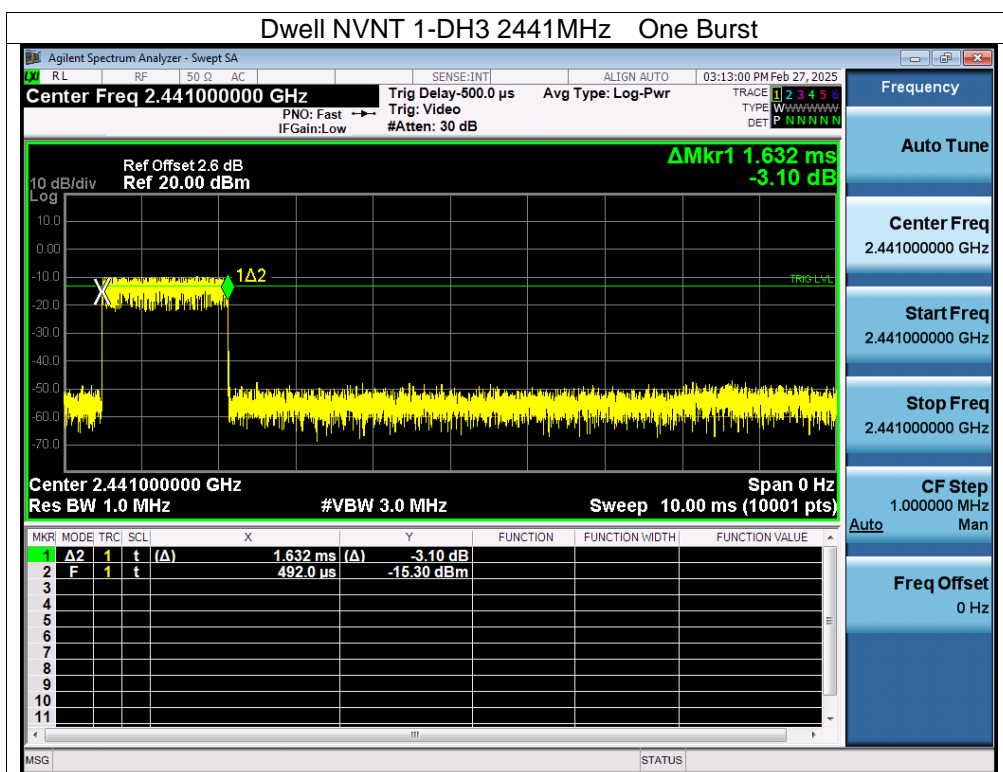 Dwell NVNT 1-DH3 2441MHz One Burst
Agilent Spectrum Analyzer - Swept SA
LXI RL RF 50 Ω AC SENSE:INT ALIGN AUTO 03:13:00 PM Feb 27, 2025
Center Freq 2.441000000 GHz
PNO: Fast
IFGain:Low
Trig Delay-500.0 µs
Trig: Video
#Atten: 30 dB
Avg Type: Log-Pwr
TRACE 1 2 3 4 5 6
TYPE WWWWWW
DET P N N N N N
ΔMkr1 1.632 ms
-3.10 dB
Ref Offset 2.6 dB
10 dB/div Ref 20.00 dBm
Log
10.0
0.00
-10.0
-20.0
-30.0
-40.0
-50.0
-60.0
-70.0
1Δ2
TRIG LVL
Center 2.441000000 GHz Span 0 Hz
Res BW 1.0 MHz #VBW 3.0 MHz Sweep 10.00 ms (10001 pts)
MKR MODE TRC SCL X Y FUNCTION FUNCTION WIDTH FUNCTION VALUE
1 Δ2 1 t (Δ) 1.632 ms (Δ) -3.10 dB
2 F 1 t 492.0 µs -15.30 dBm
3
4
5
6
7
8
9
10
11
MSG STATUS
Frequency
Auto Tune
Center Freq
2.441000000 GHz
Start Freq
2.441000000 GHz
Stop Freq
2.441000000 GHz
CF Step
1.000000 MHz
Auto Man
Freq Offset
0 Hz